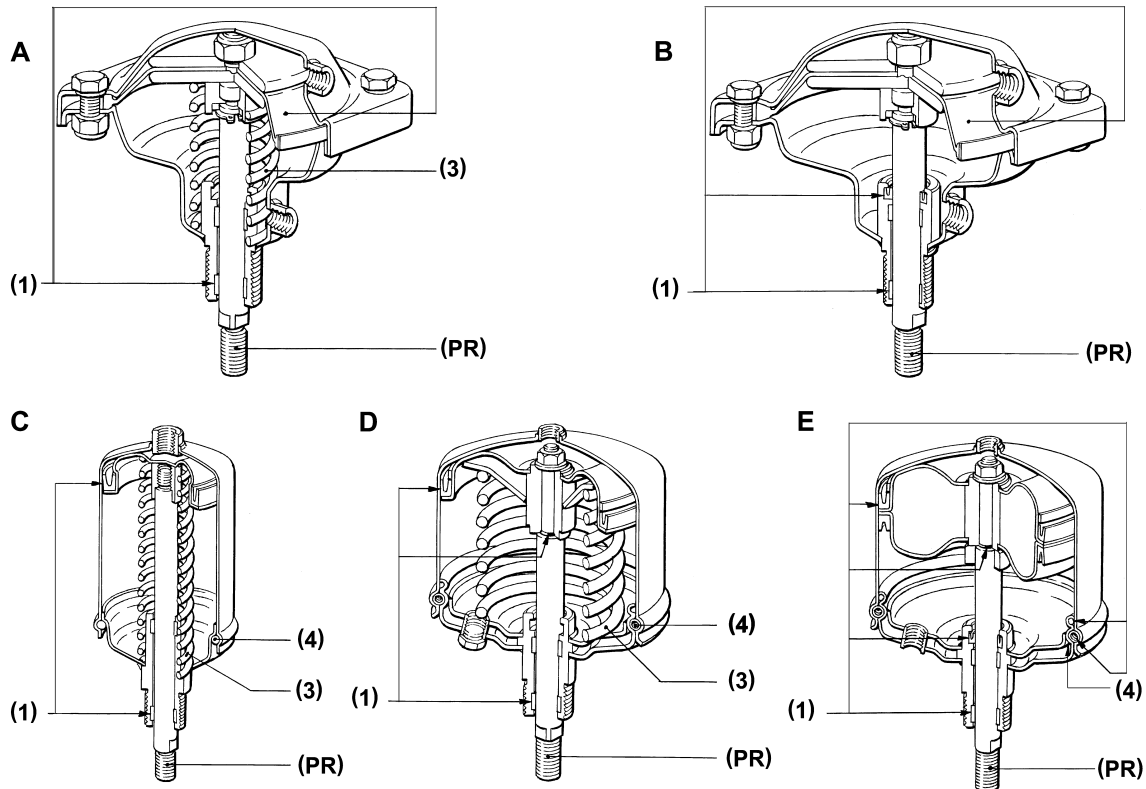 A
B
(3)
(1)
(1)
(PR)
(PR)
C
D
E
(4)
(4)
(3)
(3)
(4)
(1)
(1)
(1)
(PR)
(PR)
(PR)